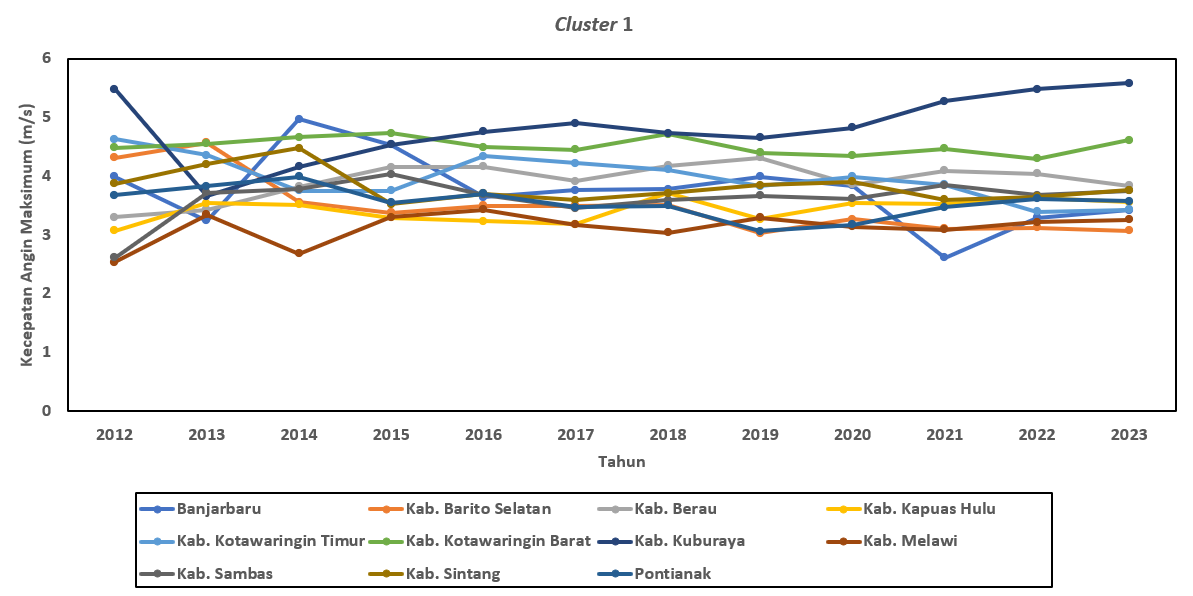 Cluster 1
Kecepatan Angin Maksimum (m/s)
6
5
4
3
2
1
0
2012 2013 2014 2015 2016 2017 2018 2019 2020 2021 2022 2023
Tahun
Banjarbaru Kab. Barito Selatan Kab. Berau Kab. Kapuas Hulu
Kab. Kotawaringin Timur Kab. Kotawaringin Barat Kab. Kuburaya Kab. Melawi
Kab. Sambas Kab. Sintang Pontianak